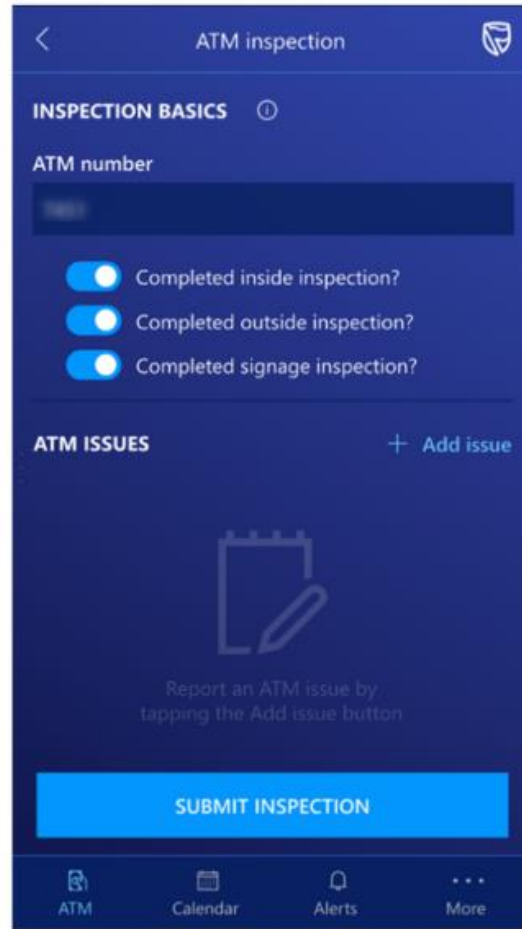 ATM inspection
INSPECTION BASICS
ATM number
Completed inside inspection?
Completed outside inspection?
Completed signage inspection?
ATM ISSUES + Add issue
Report an ATM issue by
tapping the Add issue button
SUBMIT INSPECTION
ATM Calendar Alerts More